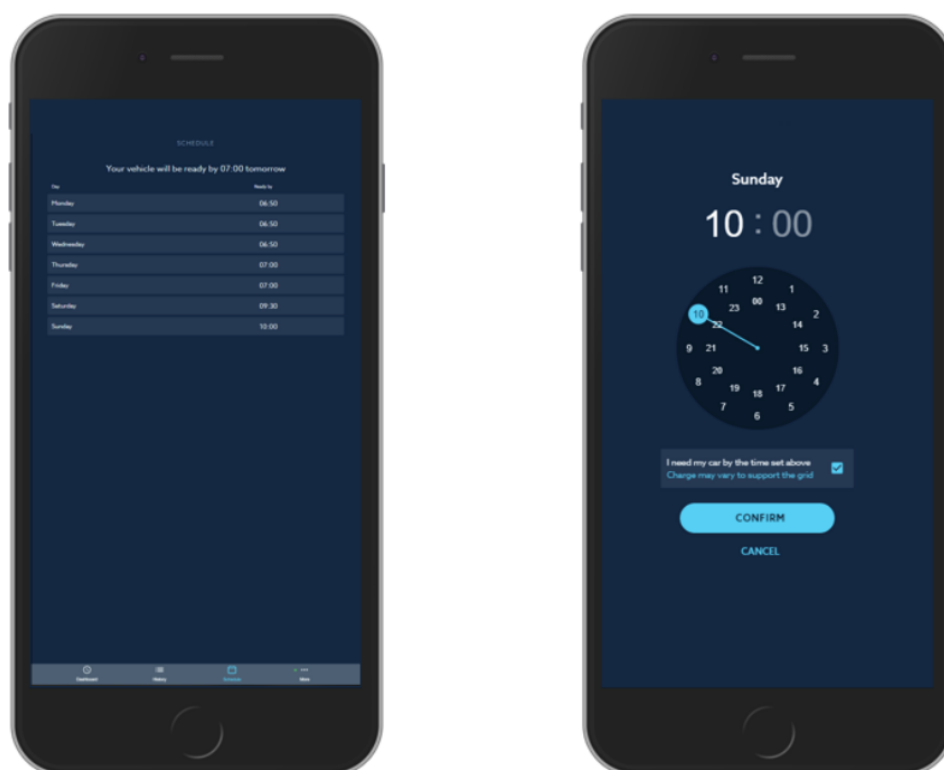 SCHEDULE
Your vehicle will be ready by 07:00 tomorrow
Day Ready by
Monday 06:50
Tuesday 06:50
Wednesday 06:50
Thursday 07:00
Friday 07:00
Saturday 09:30
Sunday 10:00
Dashboard History Schedule More
Sunday
10 : 00
12
11 1
00
23 13
10 2
22 14
9 21 15 3
20 16
8 4
19 17
18
7 5
6
I need my car by the time set above
Charge may vary to support the grid
CONFIRM
CANCEL